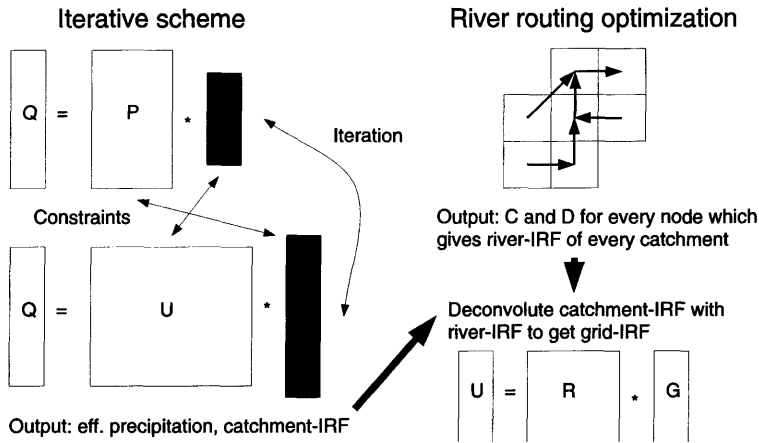 Iterative scheme
Q = P *
Iteration
Constraints
Q = U *
Output: eff. precipitation, catchment-IRF
River routing optimization
Output: C and D for every node which
gives river-IRF of every catchment
Deconvolute catchment-IRF with
river-IRF to get grid-IRF
U = R * G